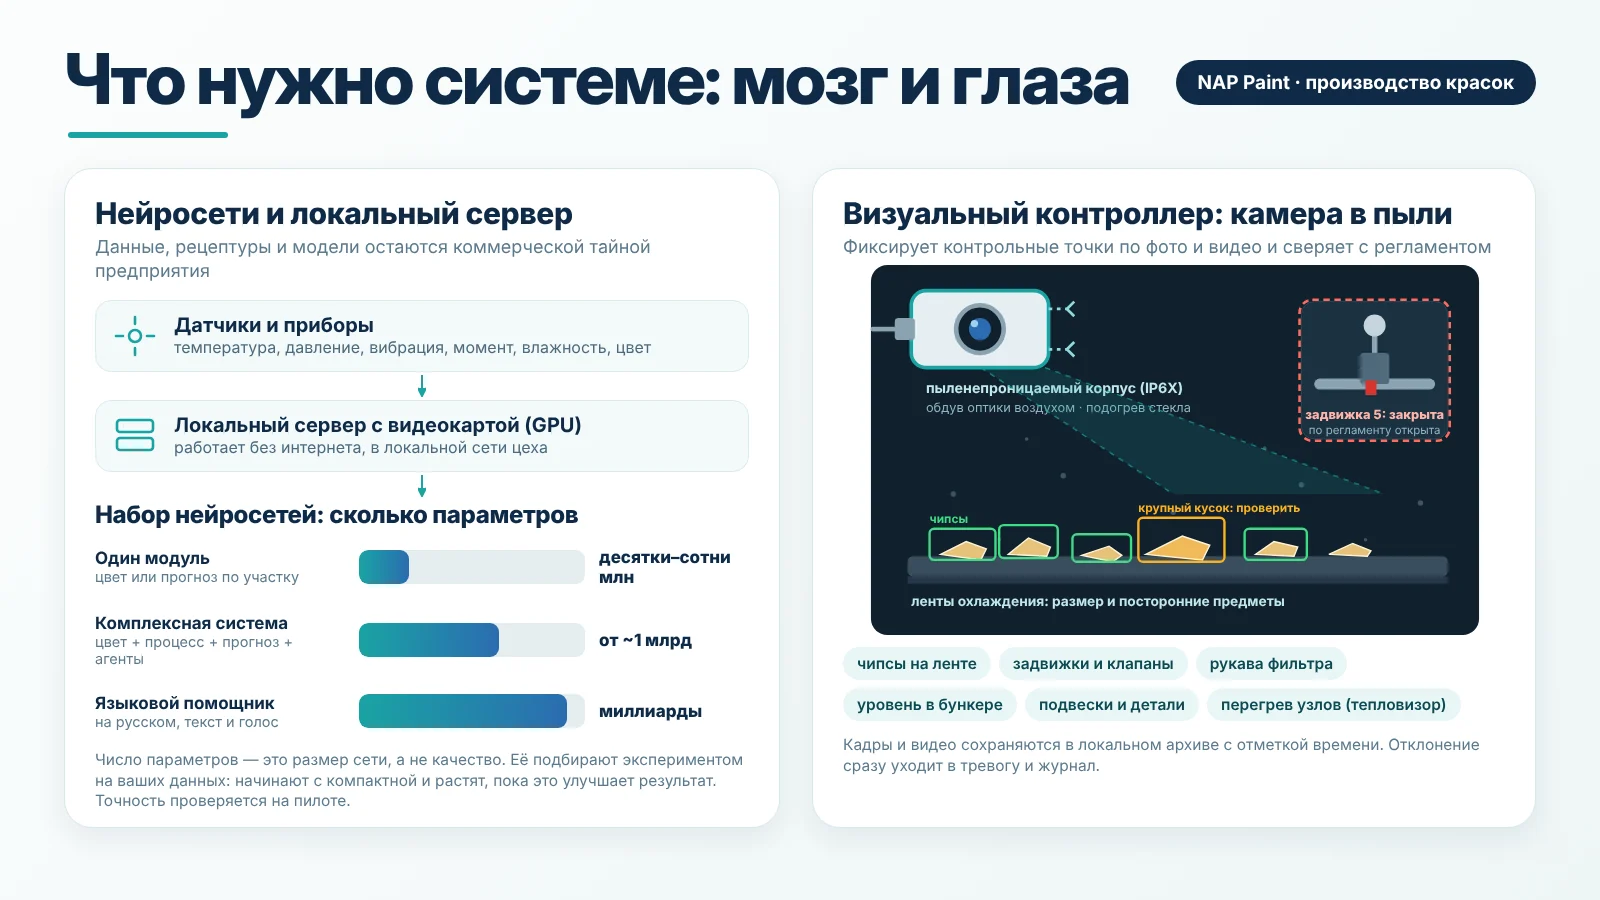 Что нужно системе: мозг и глаза
NAP Paint · производство красок
Нейросети и локальный сервер
Данные, рецептуры и модели остаются коммерческой тайной
предприятия
Датчики и приборы
температура, давление, вибрация, момент, влажность, цвет
Локальный сервер с видеокартой (GPU)
работает без интернета, в локальной сети цеха
Набор нейросетей: сколько параметров
Один модуль
цвет или прогноз по участку
десятки–сотни
млн
Комплексная система
цвет + процесс + прогноз +
агенты
от ~1 млрд
Языковой помощник
на русском, текст и голос
миллиарды
Число параметров — это размер сети, а не качество. Её подбирают экспериментом
на ваших данных: начинают с компактной и растят, пока это улучшает результат.
Точность проверяется на пилоте.
Визуальный контроллер: камера в пыли
Фиксирует контрольные точки по фото и видео и сверяет с регламентом
пыленепроницаемый корпус (IP6X)
обдув оптики воздухом · подогрев стекла
задвижка 5: закрыта
по регламенту открыта
чипсы
крупный кусок: проверить
ленты охлаждения: размер и посторонние предметы
чипсы на ленте
задвижки и клапаны
рукава фильтра
уровень в бункере
подвески и детали
перегрев узлов (тепловизор)
Кадры и видео сохраняются в локальном архиве с отметкой времени. Отклонение
сразу уходит в тревогу и журнал.